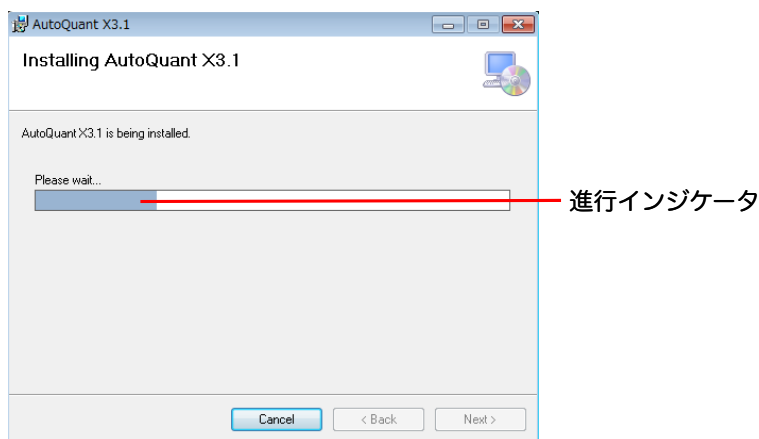 AutoQuant X3.1
Installing AutoQuant X3.1
AutoQuant X3.1 is being installed.
Please wait...
進行インジケータ
Cancel
< Back
Next >